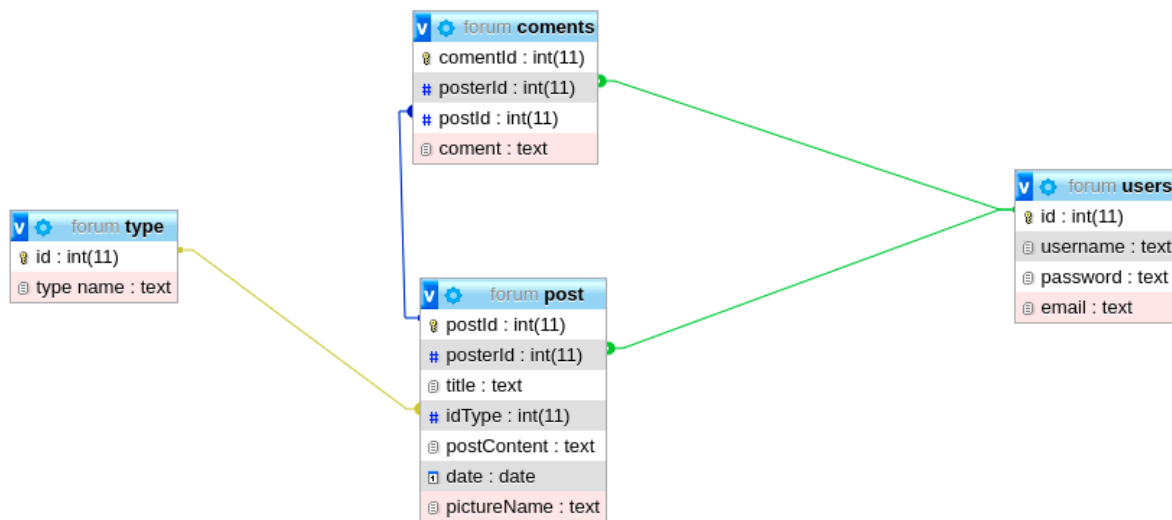 forum coments
comentId : int(11)
posterId : int(11)
postId : int(11)
coment : text
forum users
id : int(11)
username : text
password : text
email : text
forum type
id : int(11)
type name : text
forum post
postId : int(11)
posterId : int(11)
title : text
idType : int(11)
postContent : text
date : date
pictureName : text